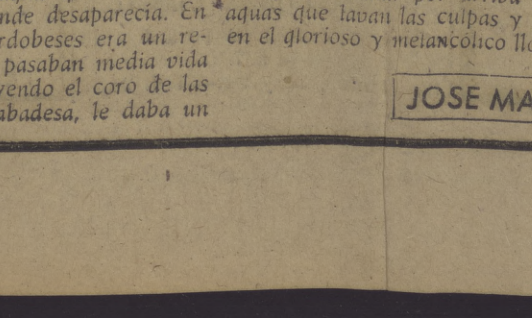 nde desaparecía. En
rdobeses era un re-
pasaban media vida
yendo el coro de las
abadesa, le daba un
aguas que lavan las culpas y
en el glorioso y melancólico llo
JOSE MA